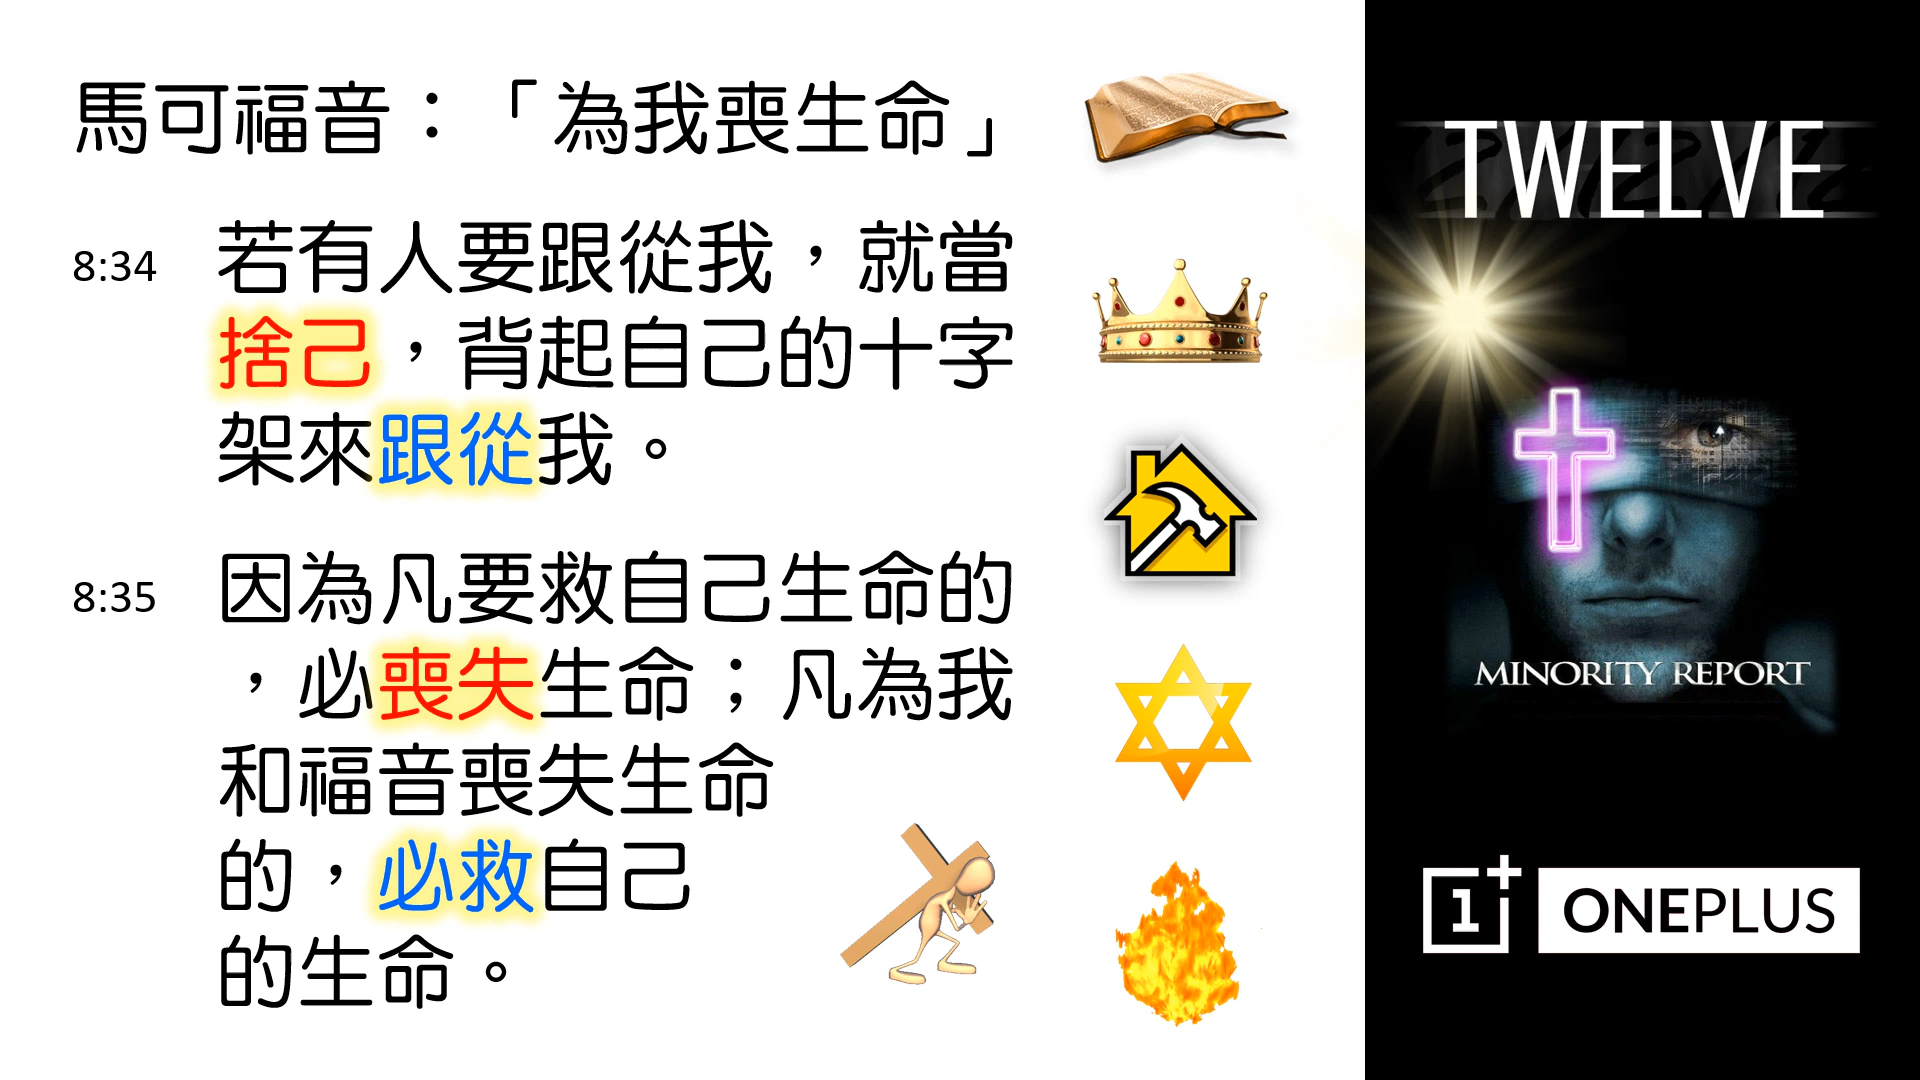 馬可福音：「為我喪生命」
8:34 若有人要跟從我，就當
捨己，背起自己的十字
架來跟從我。
8:35 因為凡要救自己生命的
，必喪失生命；凡為我
和福音喪失生命
的，必救自己
的生命。
TWELVE
MINORITY REPORT
1+ ONEPLUS